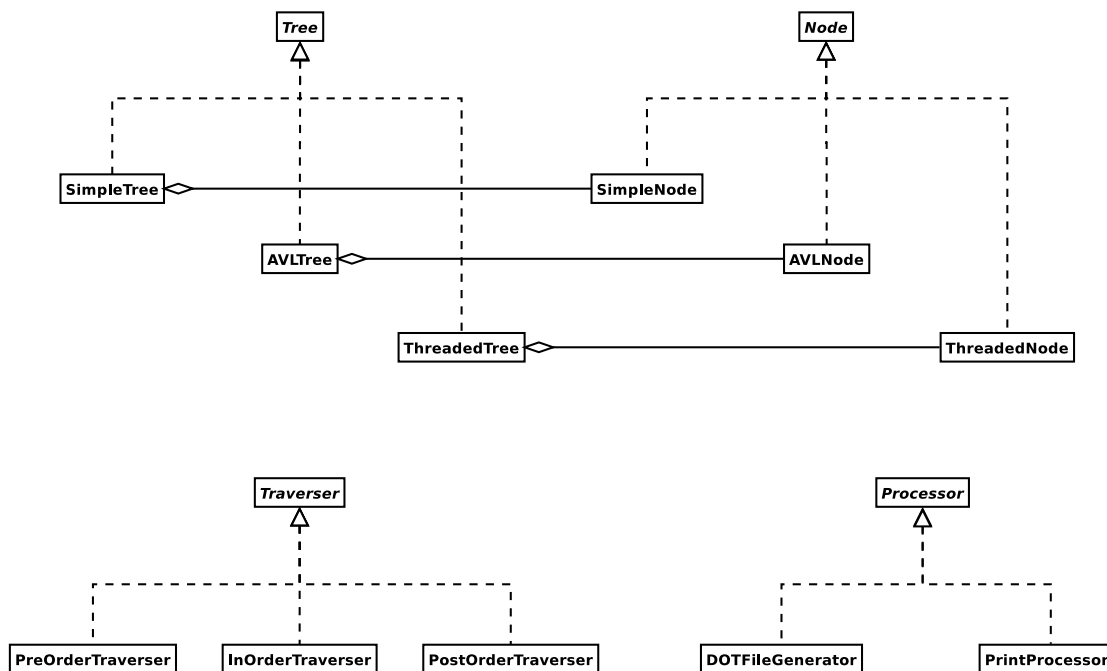 Tree
Node
SimpleTree
SimpleNode
AVLTree
AVLNode
ThreadedTree
ThreadedNode
Traverser
Processor
PreOrderTraverser
InOrderTraverser
PostOrderTraverser
DOTFileGenerator
PrintProcessor